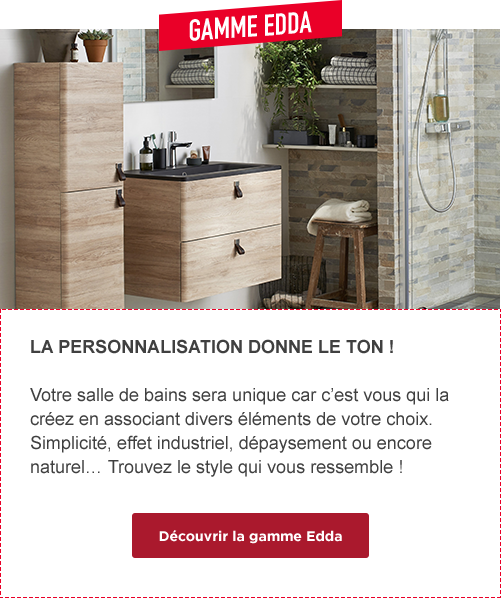 GAMME EDDA
LA PERSONNALISATION DONNE LE TON !
Votre salle de bains sera unique car c’est vous qui la
créez en associant divers éléments de votre choix.
Simplicité, effet industriel, dépaysement ou encore
naturel… Trouvez le style qui vous ressemble !
Découvrir la gamme Edda